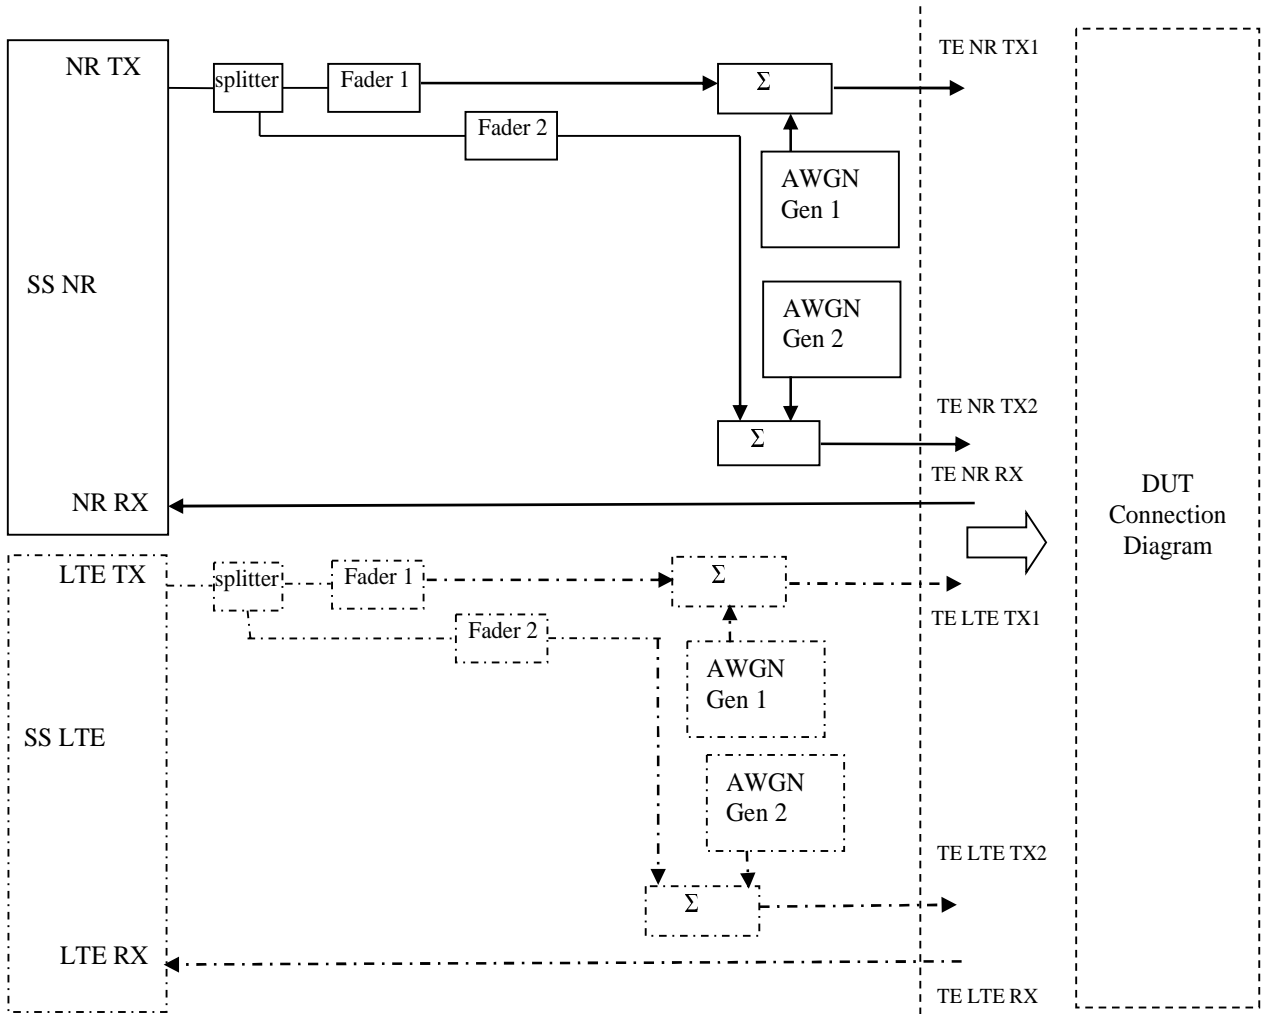 TE NR TX1
NR TX
splitter
Fader 1
Σ
Fader 2
AWGN
Gen 1
SS NR
AWGN
Gen 2
TE NR TX2
Σ
TE NR RX
NR RX
DUT
Connection
Diagram
LTE TX
splitter
Fader 1
Σ
TE LTE TX1
Fader 2
AWGN
Gen 1
SS LTE
AWGN
Gen 2
TE LTE TX2
Σ
LTE RX
TE LTE RX